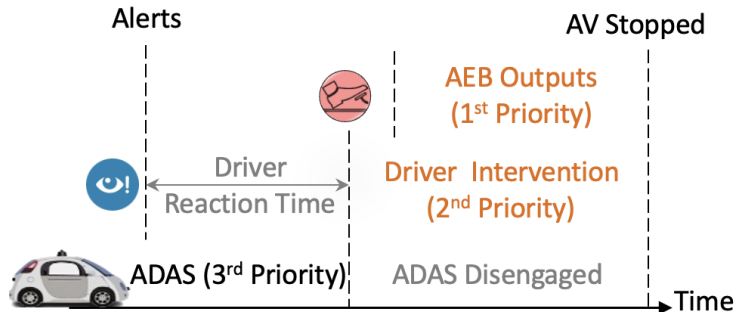 Alerts
AV Stopped
AEB Outputs
(1st Priority)
Driver
Reaction Time
Driver Intervention
(2nd Priority)
ADAS (3rd Priority)
ADAS Disengaged
Time